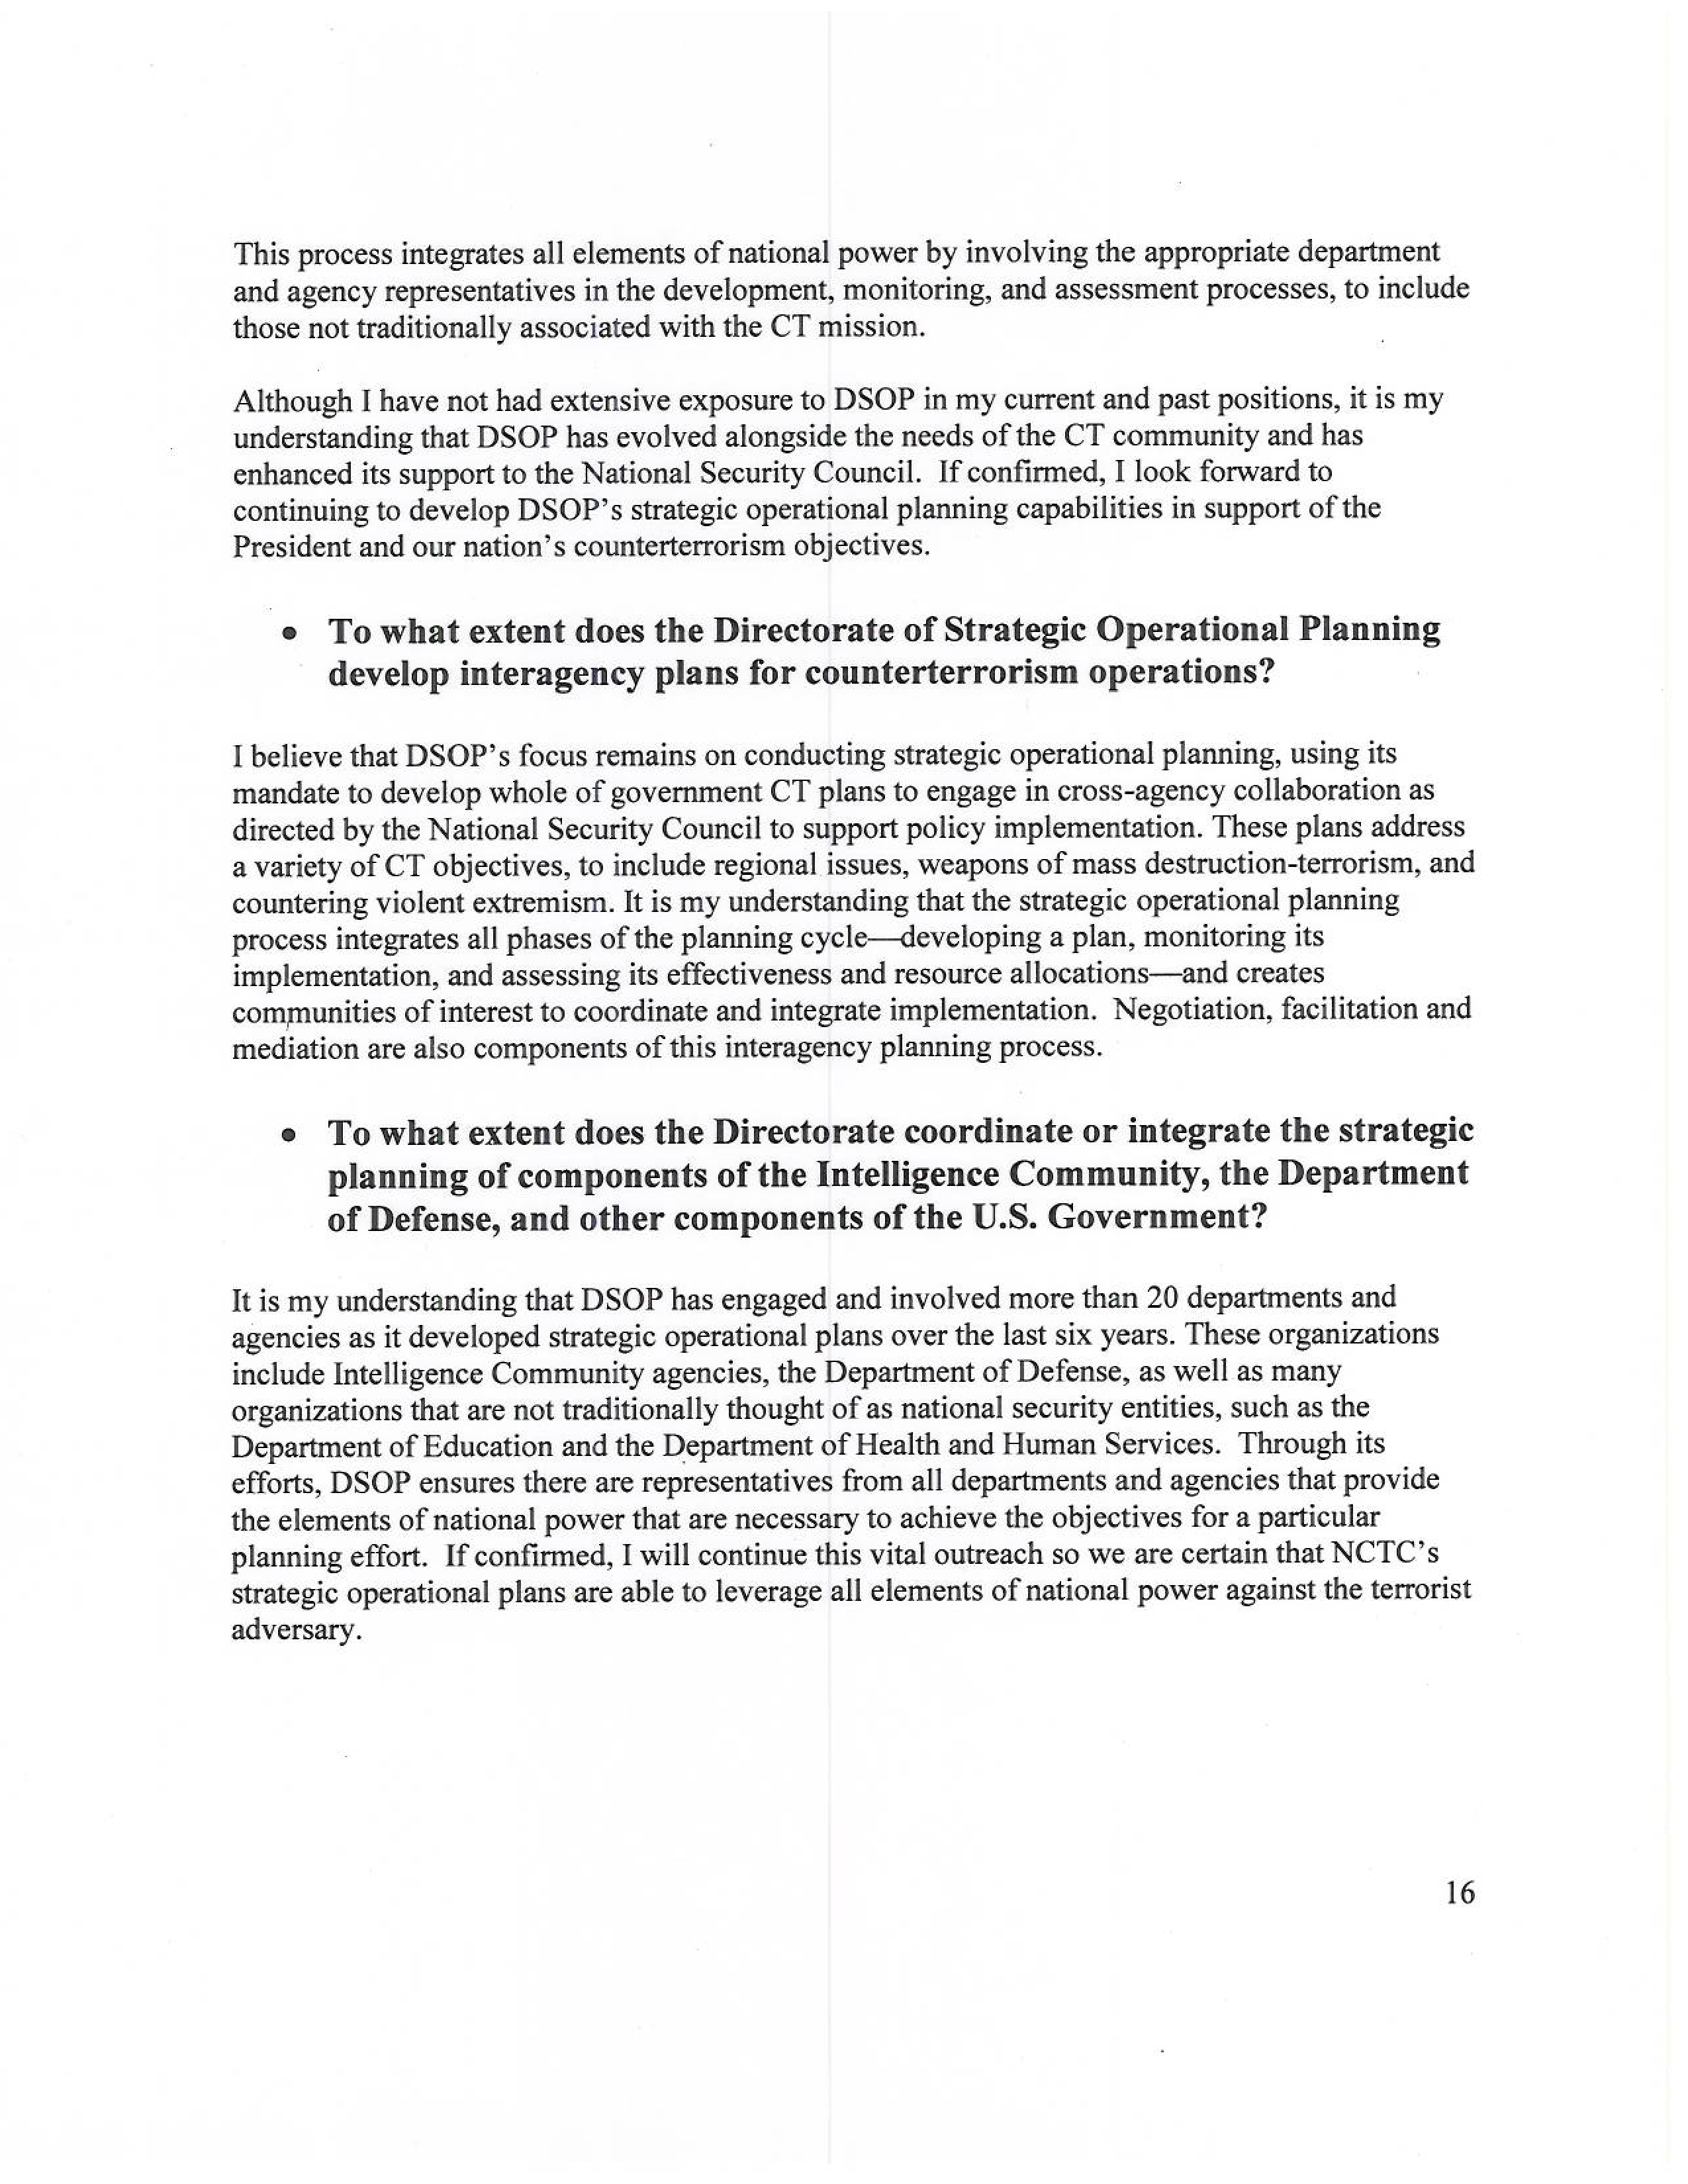 This process integrates all elements of national power by involving the appropriate department
and agency representatives in the development, monitoring, and assessment processes, to include
those not traditionally associated with the CT mission.
Although I have not had extensive exposure to DSOP in my current and past positions, it is my
understanding that DSOP has evolved alongside the needs of the CT community and has
enhanced its support to the National Security Council.  If confirmed, I look forward to
continuing to develop DSOP's strategic operational planning capabilities in support of the
President and our nation's counterterrorism objectives.
• To what extent does the Directorate of Strategic Operational Planning
develop interagency plans for counterterrorism operations?
I believe that DSOP's focus remains on conducting strategic operational planning, using its
mandate to develop whole of government CT plans to engage in cross-agency collaboration as
directed by the National Security Council to support policy implementation. These plans address
a variety of CT objectives, to include regional issues, weapons of mass destruction-terrorism, and
countering violent extremism. It is my understanding that the strategic operational planning
process integrates all phases of the planning cycle—developing a plan, monitoring its
implementation, and assessing its effectiveness and resource allocations—and creates
communities of interest to coordinate and integrate implementation.  Negotiation, facilitation and
mediation are also components of this interagency planning process.
• To what extent does the Directorate coordinate or integrate the strategic
planning of components of the Intelligence Community, the Department
of Defense, and other components of the U.S. Government?
It is my understanding that DSOP has engaged and involved more than 20 departments and
agencies as it developed strategic operational plans over the last six years. These organizations
include Intelligence Community agencies, the Department of Defense, as well as many
organizations that are not traditionally thought of as national security entities, such as the
Department of Education and the Department of Health and Human Services.  Through its
efforts, DSOP ensures there are representatives from all departments and agencies that provide
the elements of national power that are necessary to achieve the objectives for a particular
planning effort.  If confirmed, I will continue this vital outreach so we are certain that NCTC's
strategic operational plans are able to leverage all elements of national power against the terrorist
adversary.
16